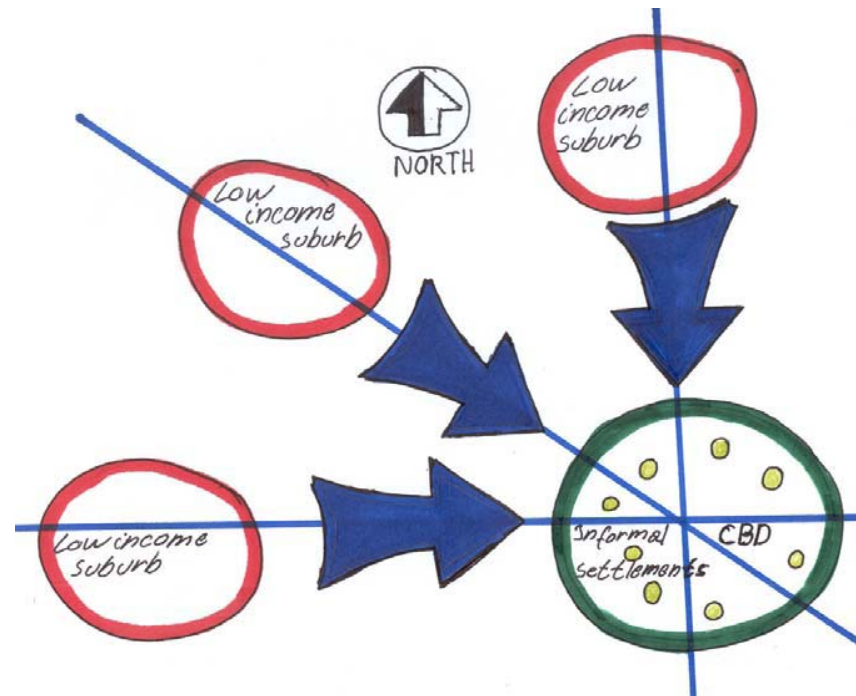 Low
income
suburb
NORTH
Low
income
suburb
Low income
suburb
Informal
settlements
CBD